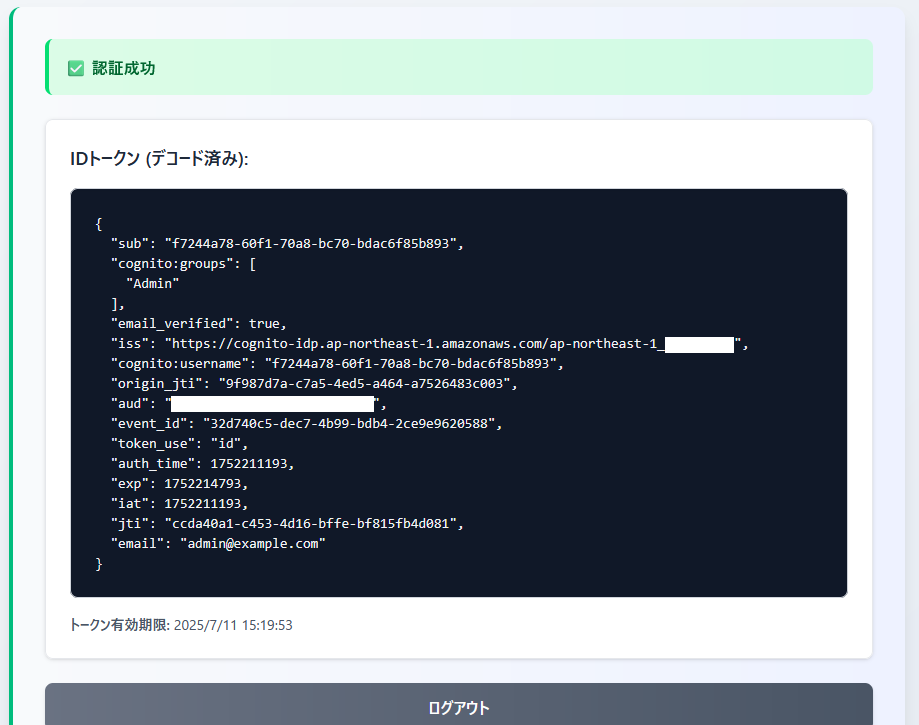 ✅ 認証成功
IDトークン (デコード済み):
{
  "sub": "f7244a78-60f1-70a8-bc70-bdac6f85b893",
  "cognito:groups": [
    "Admin"
  ],
  "email_verified": true,
  "iss": "https://cognito-idp.ap-northeast-1.amazonaws.com/ap-northeast-1_",
  "cognito:username": "f7244a78-60f1-70a8-bc70-bdac6f85b893",
  "origin_jti": "9f987d7a-c7a5-4ed5-a464-a7526483c003",
  "aud": "",
  "event_id": "32d740c5-dec7-4b99-bdb4-2ce9e9620588",
  "token_use": "id",
  "auth_time": 1752211193,
  "exp": 1752214793,
  "iat": 1752211193,
  "jti": "ccda40a1-c453-4d16-bffe-bf815fb4d081",
  "email": "admin@example.com"
}
トークン有効期限: 2025/7/11 15:19:53
ログアウト